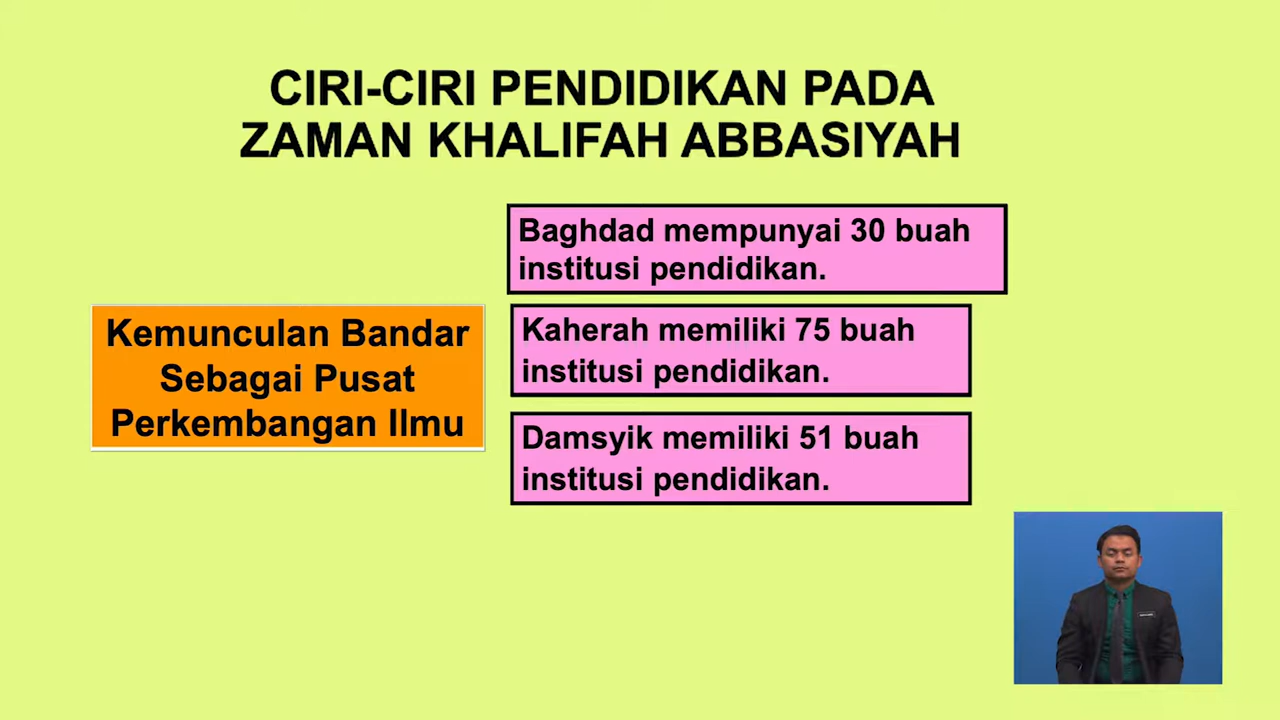 CIRI-CIRI PENDIDIKAN PADA
ZAMAN KHALIFAH ABBASIYAH
Baghdad mempunyai 30 buah
institusi pendidikan.
Kemunculan Bandar
Sebagai Pusat
Perkembangan Ilmu
Kaherah memiliki 75 buah
institusi pendidikan.
Damsyik memiliki 51 buah
institusi pendidikan.